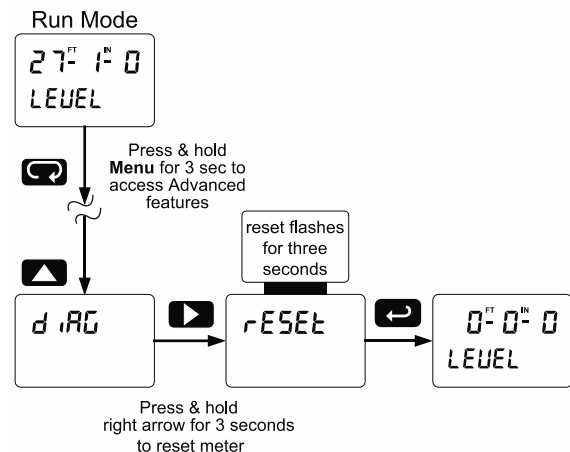 Run Mode
27FT- 1IN- 0
LEVEL
Press & hold
Menu for 3 sec to
access Advanced
features
reset flashes
for three
seconds
diAG
rESEt
0FT- 0IN- 0
LEVEL
Press & hold
right arrow for 3 seconds
to reset meter